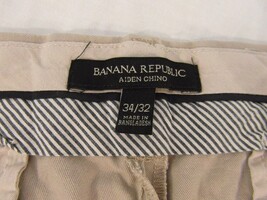 BANANA REPUBLIC
AIDEN CHINO
34/32
MADE IN
BANGLADESH